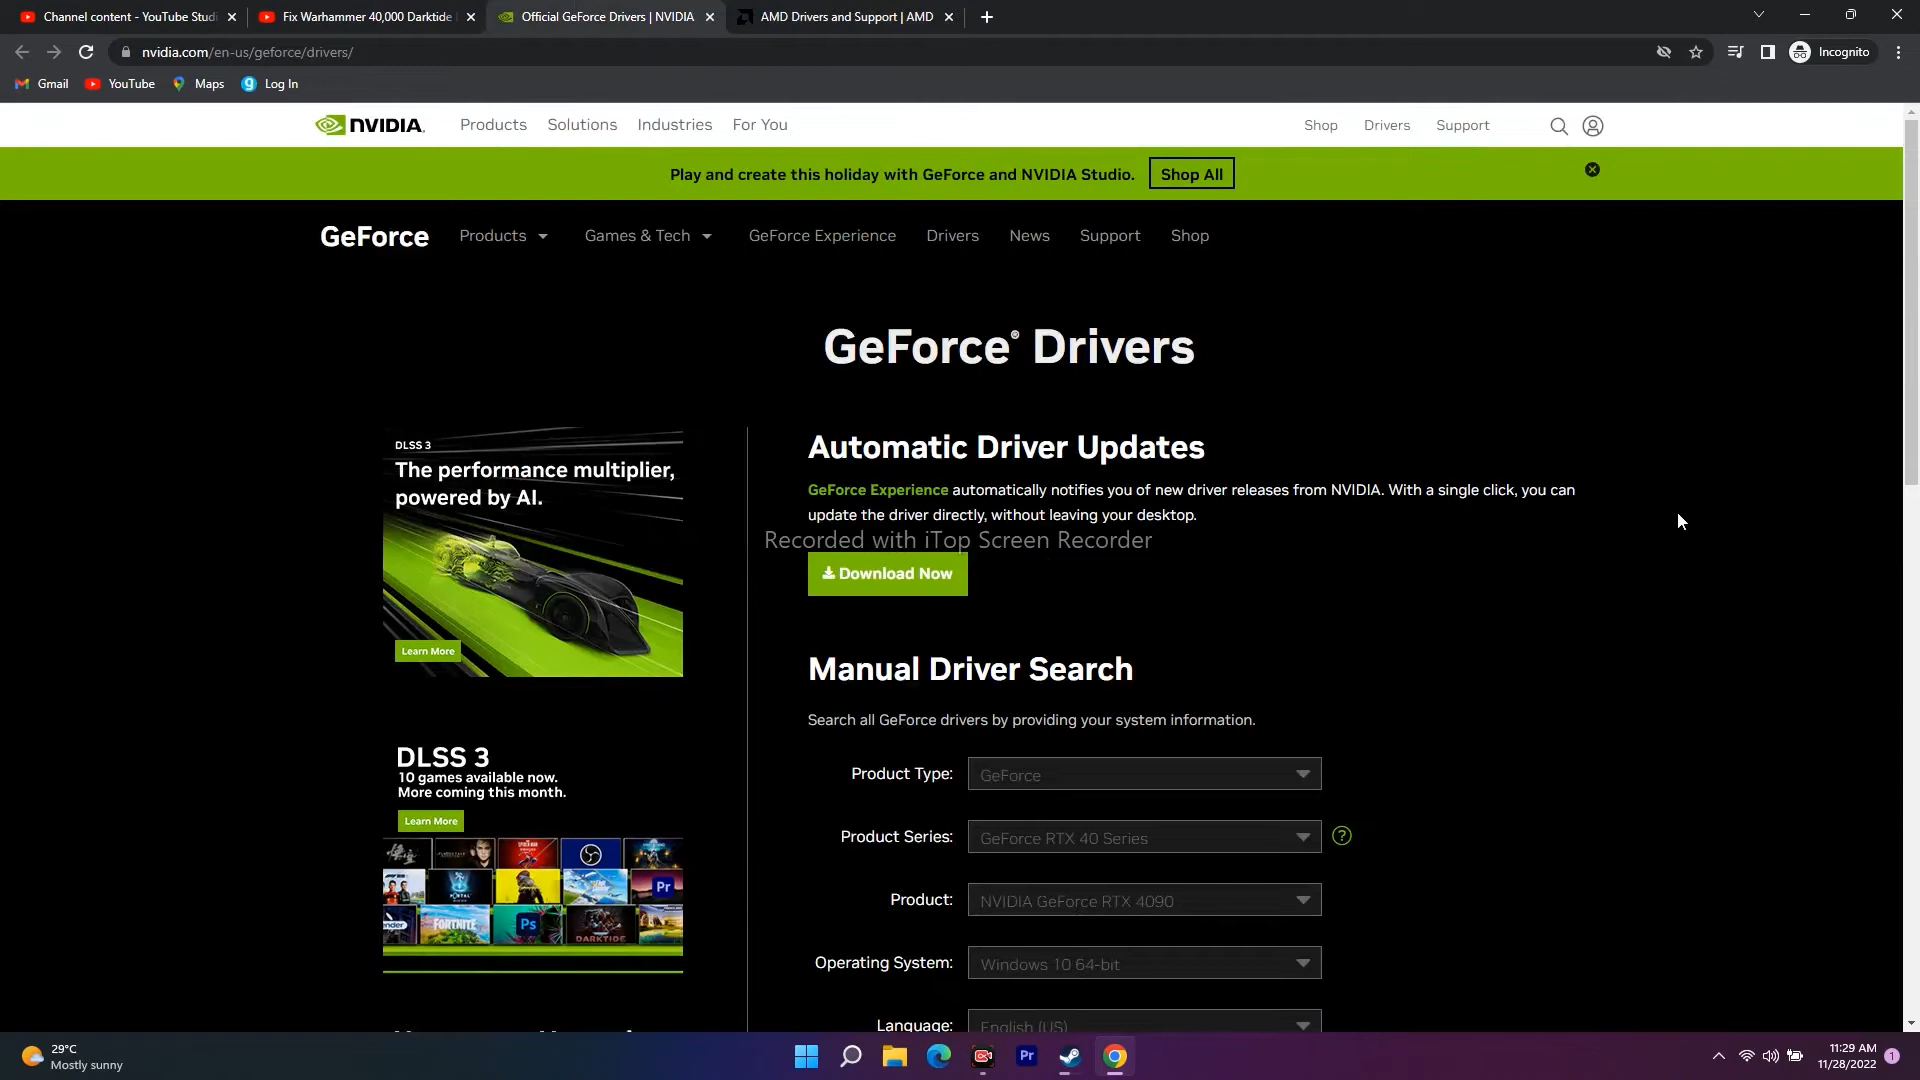 Channel content - YouTube Studi
Fix Warhammer 40,000 Darktide
Official GeForce Drivers | NVIDIA
AMD Drivers and Support | AMD
nvidia.com/en-us/geforce/drivers/
Incognito
Gmail
YouTube
Maps
Log In
NVIDIA.
Products
Solutions
Industries
For You
Shop
Drivers
Support
Play and create this holiday with GeForce and NVIDIA Studio.
Shop All
GeForce
Products
Games & Tech
GeForce Experience
Drivers
News
Support
Shop
GeForce® Drivers
DLSS 3
The performance multiplier,
powered by AI.
Learn More
Automatic Driver Updates
GeForce Experience automatically notifies you of new driver releases from NVIDIA. With a single click, you can
update the driver directly, without leaving your desktop.
Recorded with iTop Screen Recorder
Download Now
Manual Driver Search
Search all GeForce drivers by providing your system information.
DLSS 3
10 games available now.
More coming this month.
Learn More
Pr
FORTNITE
Ps
DARKTIDE
Product Type:
GeForce
Product Series:
GeForce RTX 40 Series
?
Product:
NVIDIA GeForce RTX 4090
Operating System:
Windows 10 64-bit
Language:
English (US)
29°C
Mostly sunny
Pr
11:29 AM
11/28/2022
1